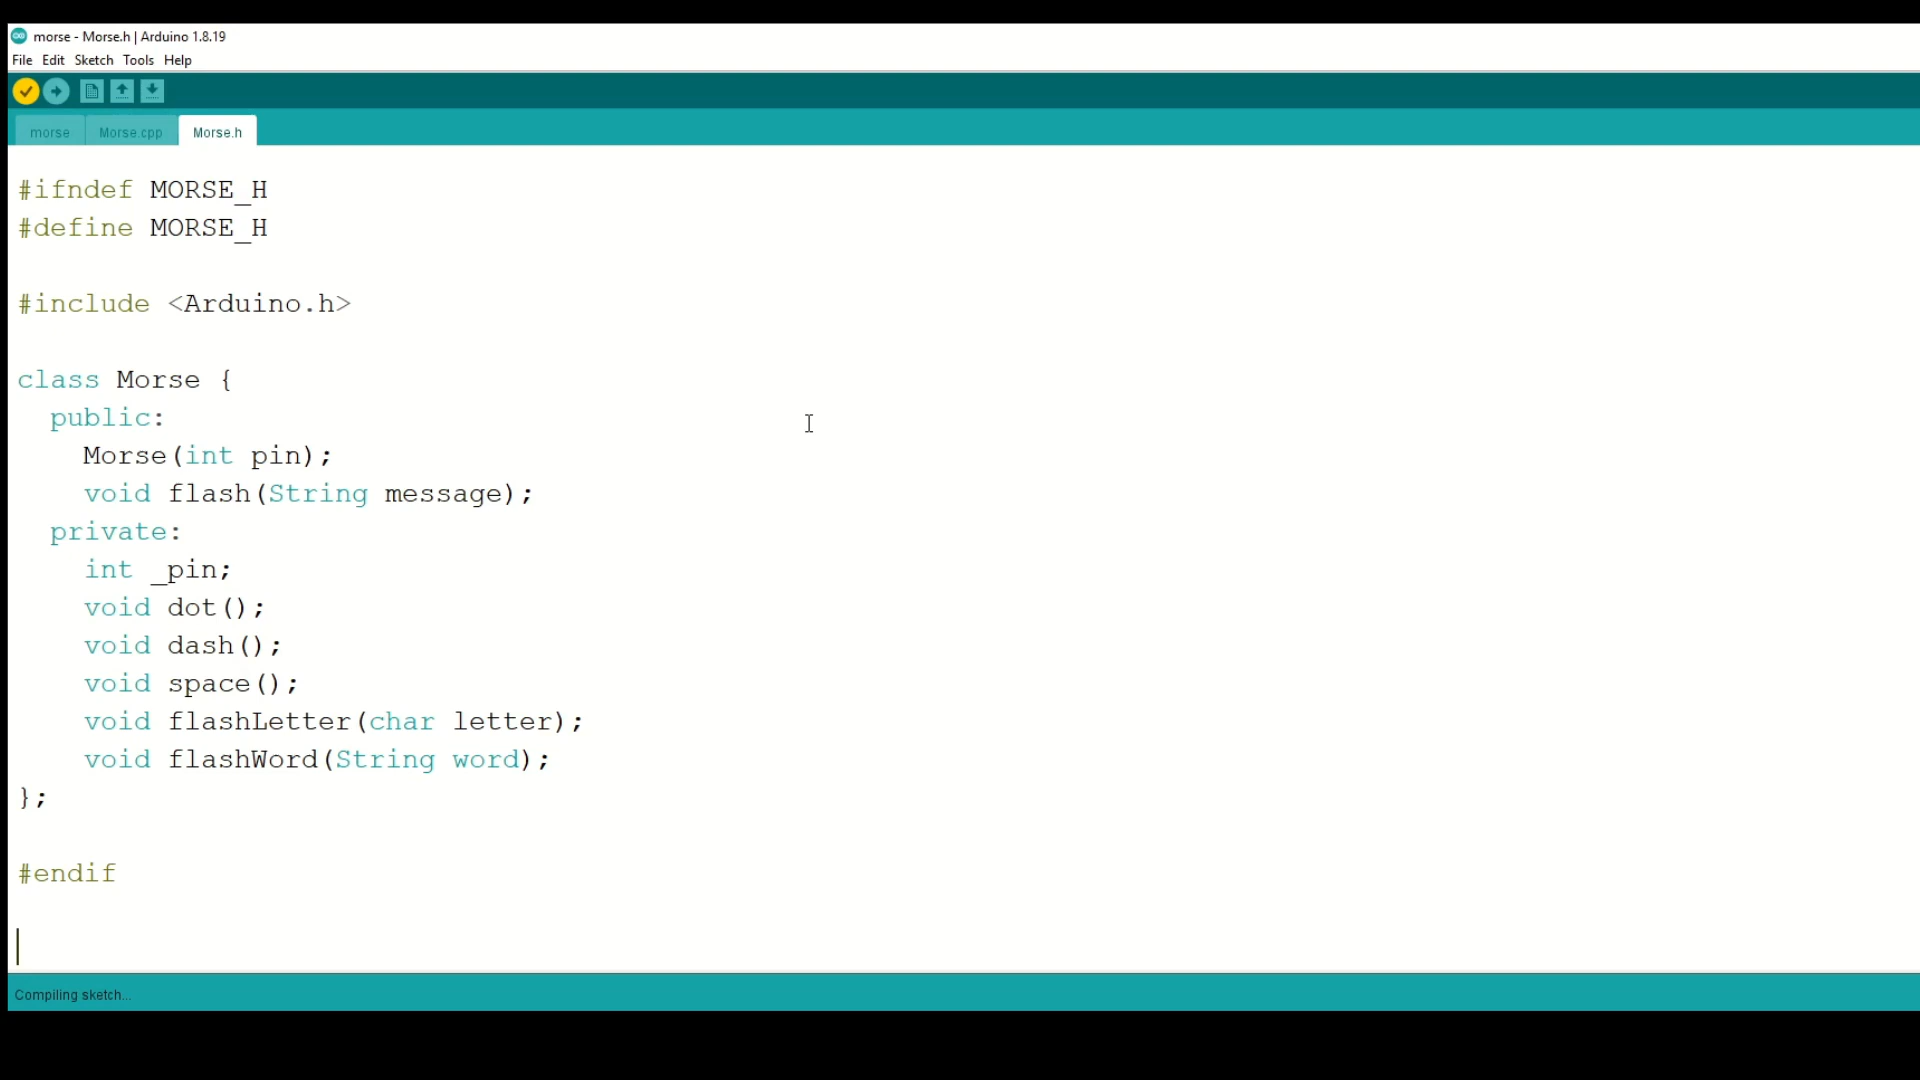 morse - Morse.h | Arduino 1.8.19
File Edit Sketch Tools Help
morse Morse.cpp Morse.h
#ifndef MORSE_H
#define MORSE_H
#include <Arduino.h>
class Morse {
  public:
    Morse(int pin);
    void flash(String message);
  private:
    int _pin;
    void dot();
    void dash();
    void space();
    void flashLetter(char letter);
    void flashWord(String word);
};
#endif
Compiling sketch...